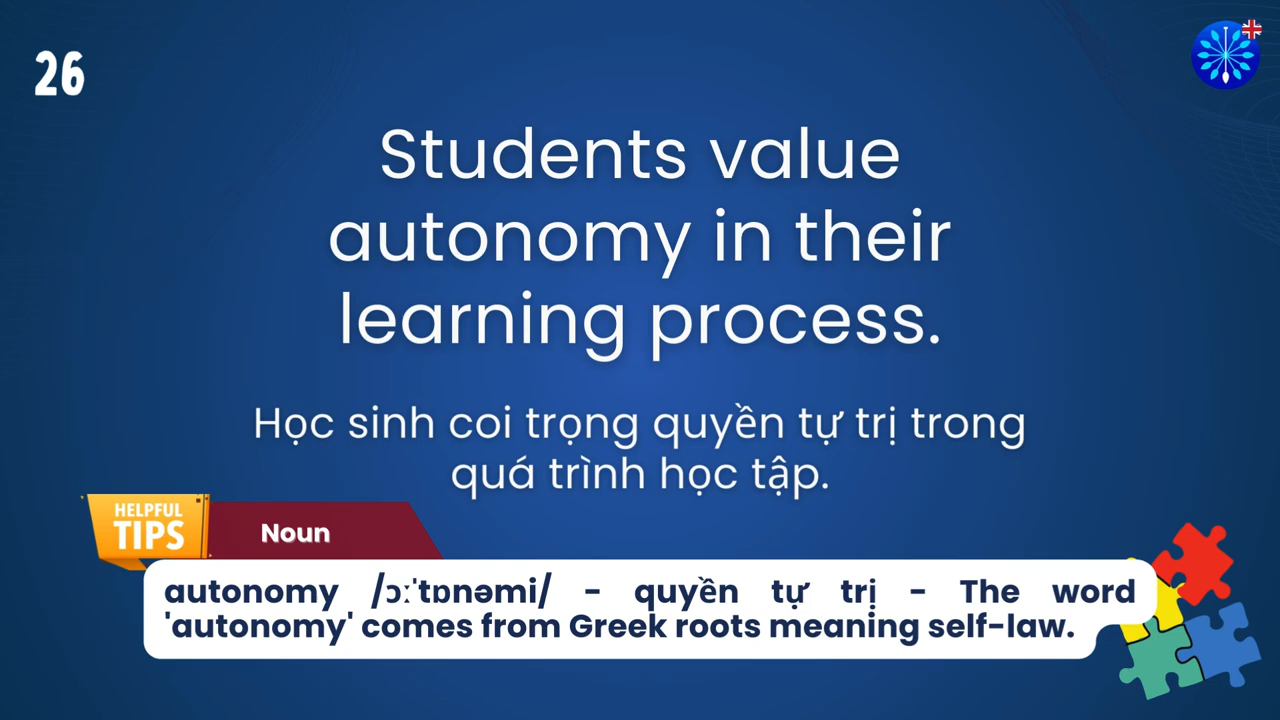 26
Students value
autonomy in their
learning process.
Học sinh coi trọng quyền tự trị trong
quá trình học tập.
HELPFUL
TIPS
Noun
autonomy /ɔːˈtɒnəmi/ - quyền tự trị - The word
'autonomy' comes from Greek roots meaning self-law.